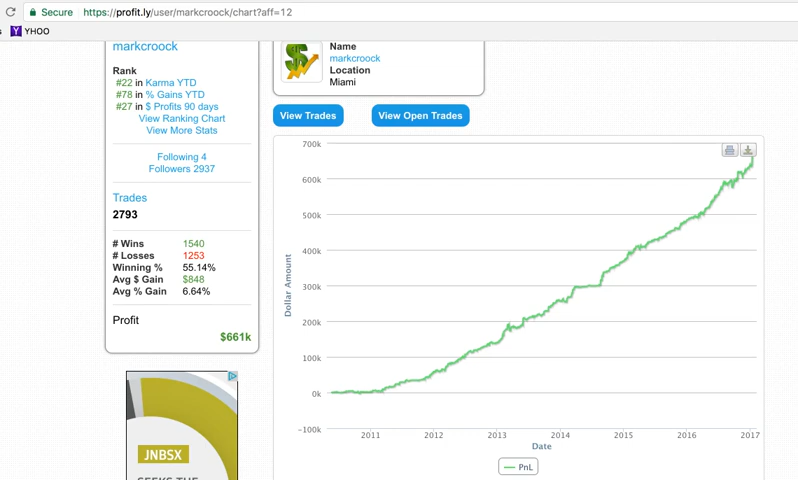 Secure
https://profit.ly/user/markcroock/chart?aff=12
YHOO
markcroock
Rank
#22 in Karma YTD
#78 in % Gains YTD
#27 in $ Profits 90 days
View Ranking Chart
View More Stats
Following 4
Followers 2937
Trades
2793
# Wins 1540
# Losses 1253
Winning % 55.14%
Avg $ Gain $848
Avg % Gain 6.64%
Profit
$661k
JNBSX
SEEKS THE
Name
markcroock
Location
Miami
View Trades
View Open Trades
700k
600k
500k
400k
300k
200k
100k
0k
-100k
Dollar Amount
2011 2012 2013 2014 2015 2016 2017
Date
PnL